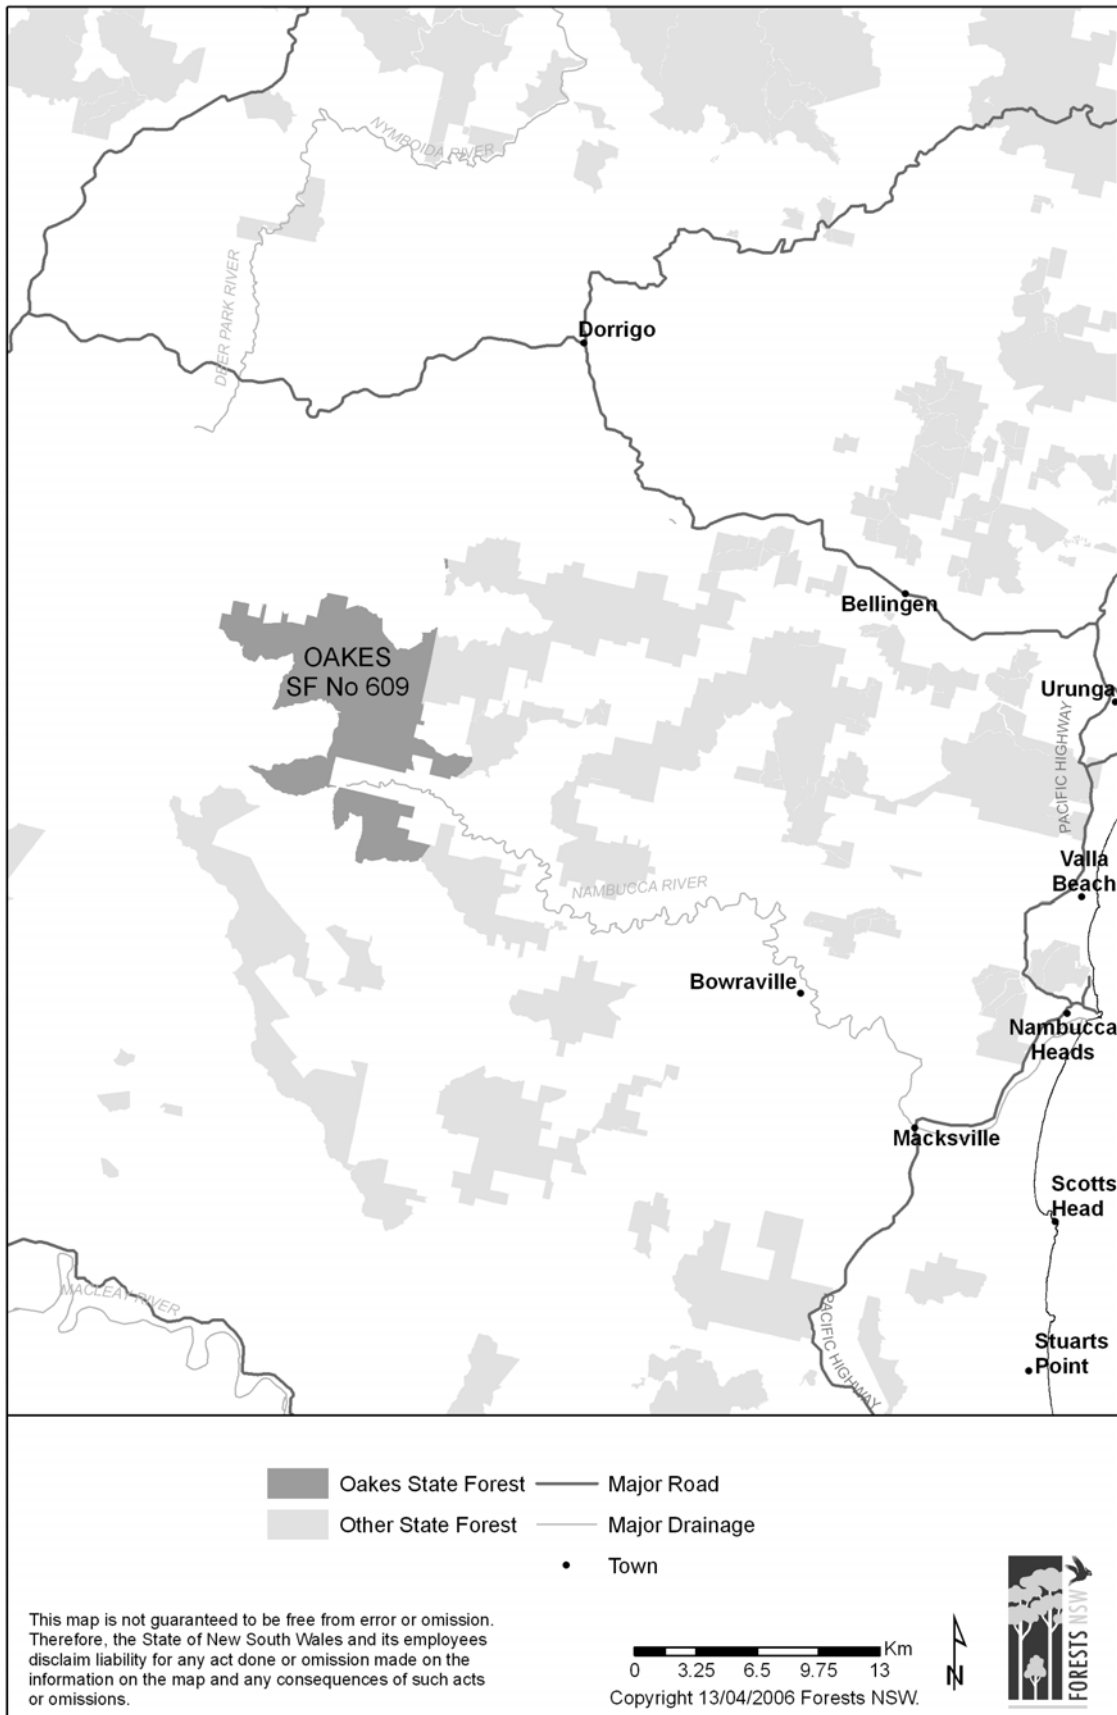 NYMBOIDA RIVER
DEER PARK RIVER
Dorrigo
Bellingen
OAKES
SF No 609
Urunga
PACIFIC HIGHWAY
Valla
Beach
NAMBUCCA RIVER
Bowraville
Nambucca
Heads
Macksville
Scotts
Head
MACLEAY RIVER
PACIFIC HIGHWAY
Stuarts
Point
Oakes State Forest
Major Road
Other State Forest
Major Drainage
Town
This map is not guaranteed to be free from error or omission.
Therefore, the State of New South Wales and its employees
disclaim liability for any act done or omission made on the
information on the map and any consequences of such acts
or omissions.
Km
0 3.25 6.5 9.75 13
Copyright 13/04/2006 Forests NSW.
N
FORESTS NSW